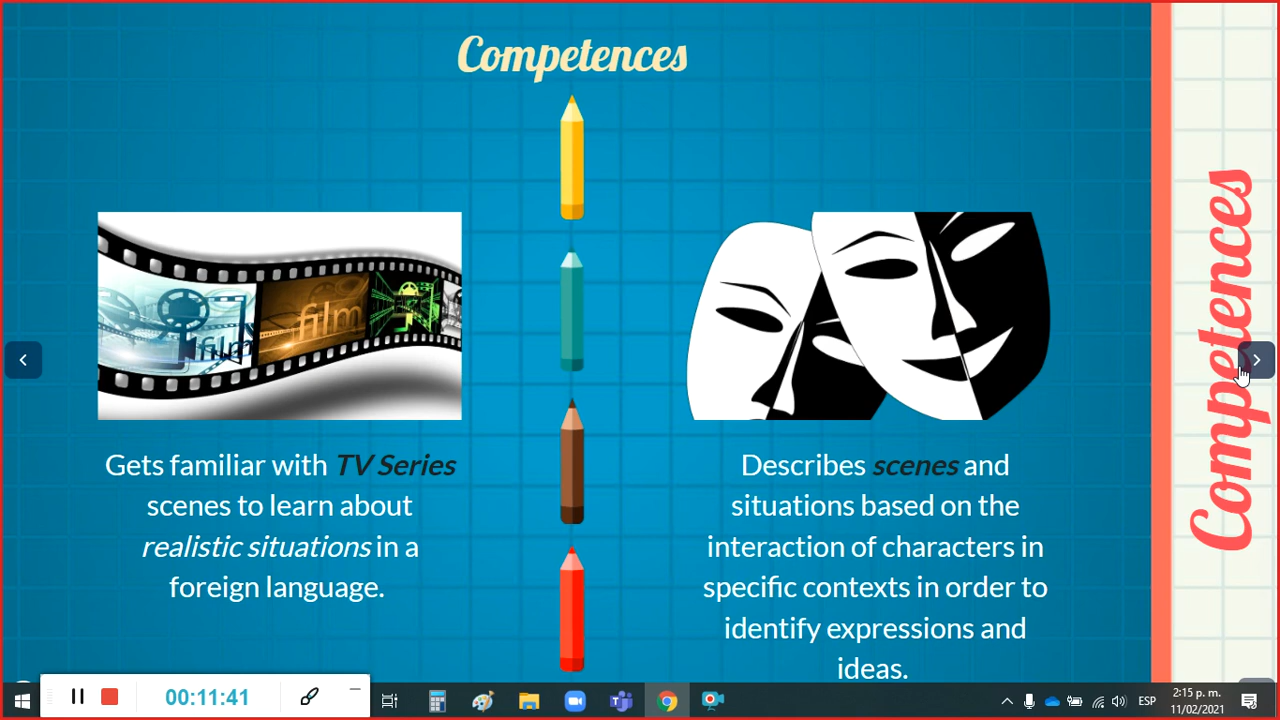 Competences
film
film
Gets familiar with TV Series
scenes to learn about
realistic situations in a
foreign language.
Describes scenes and
situations based on the
interaction of characters in
specific contexts in order to
identify expressions and
ideas.
Competences
00:11:41
ESP
2:15 p. m.
11/02/2021